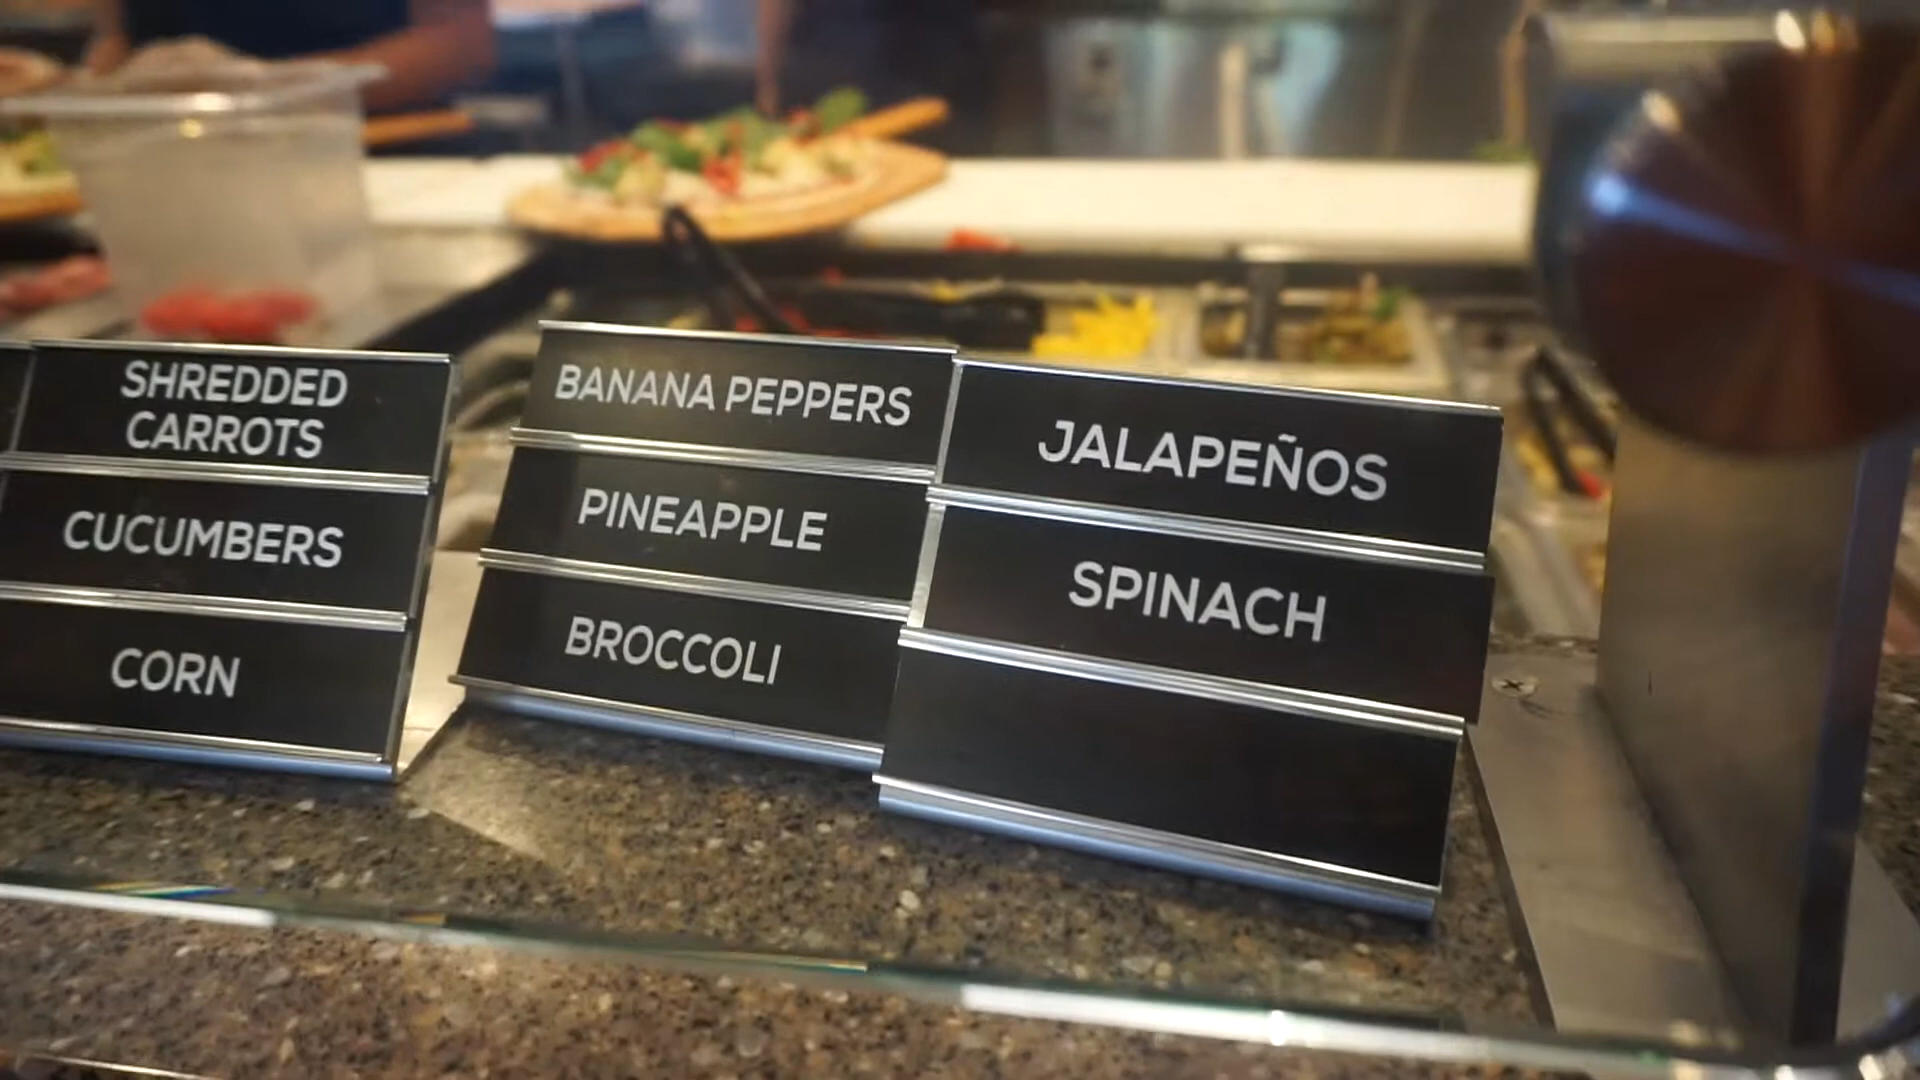 SHREDDED
CARROTS
CUCUMBERS
CORN
BANANA PEPPERS
PINEAPPLE
BROCCOLI
JALAPEÑOS
SPINACH